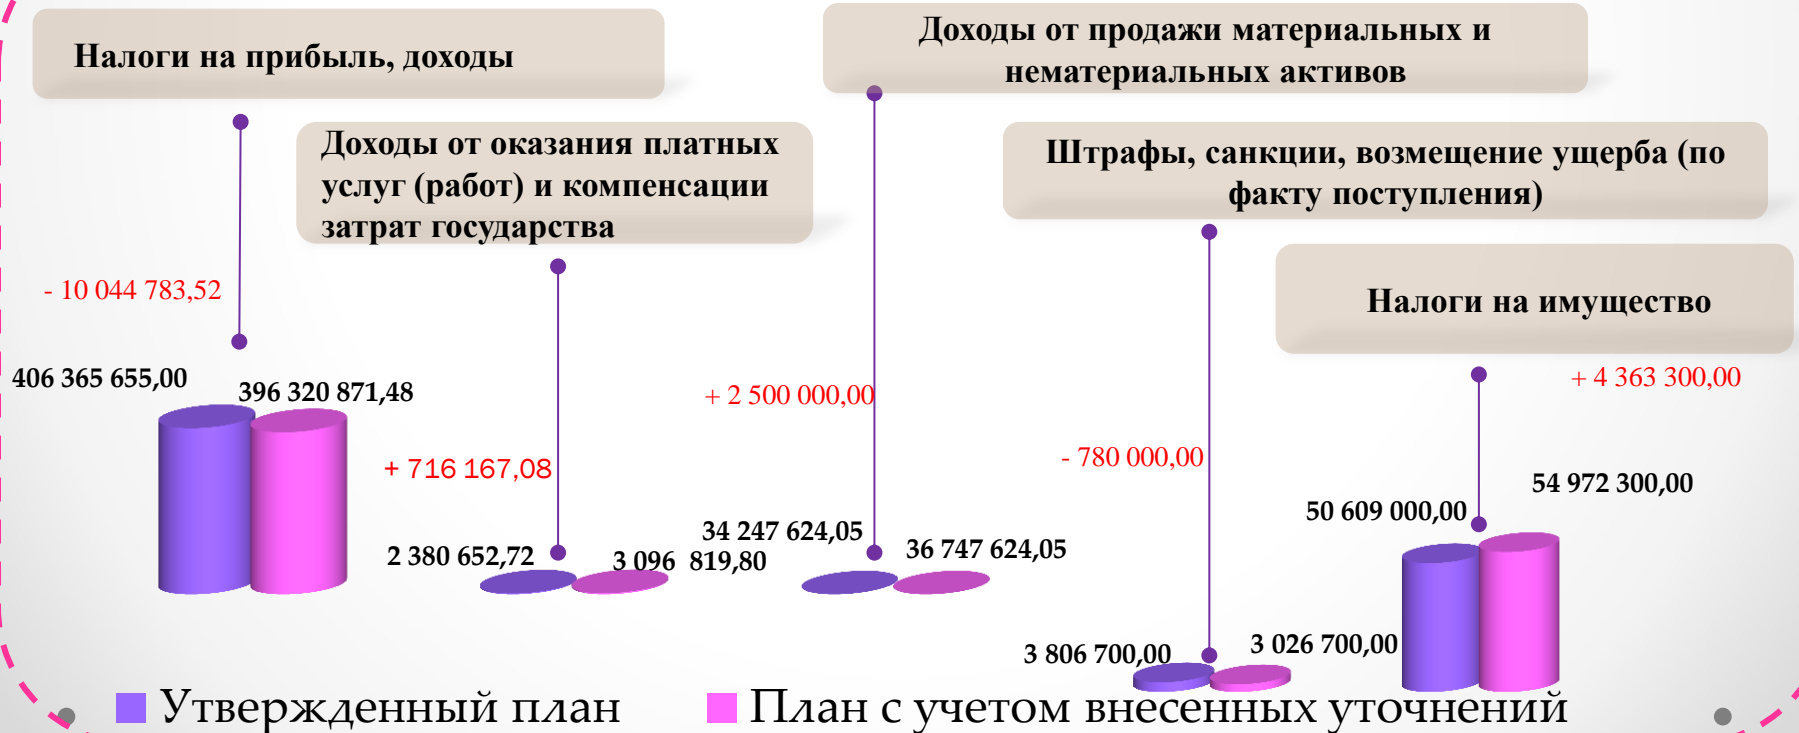 Налоги на прибыль, доходы
Доходы от продажи материальных и
нематериальных активов
Доходы от оказания платных
услуг (работ) и компенсации
затрат государства
Штрафы, санкции, возмещение ущерба (по
факту поступления)
Налоги на имущество
- 10 044 783,52
406 365 655,00
396 320 871,48
+ 716 167,08
2 380 652,72
3 096 819,80
+ 2 500 000,00
34 247 624,05
36 747 624,05
- 780 000,00
3 806 700,00
3 026 700,00
+ 4 363 300,00
50 609 000,00
54 972 300,00
Утвержденный план
План с учетом внесенных уточнений